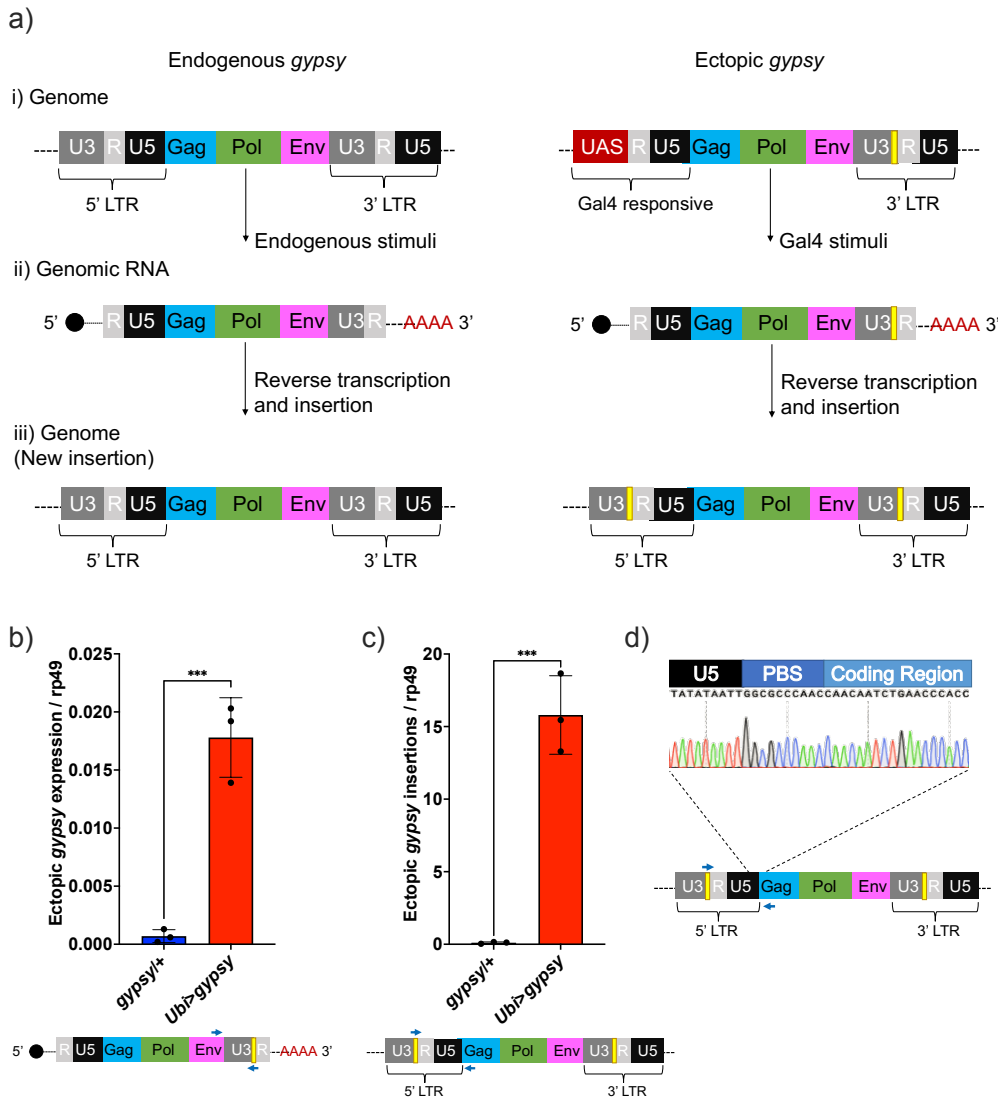 a)
Endogenous gypsy
Ectopic gypsy
i) Genome
U3 R U5 Gag Pol Env U3 R U5
UAS R U5 Gag Pol Env U3 R U5
5’ LTR
3’ LTR
Gal4 responsive
3’ LTR
Endogenous stimuli
Gal4 stimuli
ii) Genomic RNA
5’ R U5 Gag Pol Env U3 R AAAA 3’
5’ R U5 Gag Pol Env U3 R AAAA 3’
Reverse transcription
and insertion
Reverse transcription
and insertion
iii) Genome
(New insertion)
U3 R U5 Gag Pol Env U3 R U5
U3 R U5 Gag Pol Env U3 R U5
5’ LTR
3’ LTR
5’ LTR
3’ LTR
b)
Ectopic gypsy expression / rp49
0.025
0.020
0.015
0.010
0.005
0.000
***
gypsy/+
Ubi>gypsy
5’ R U5 Gag Pol Env U3 R AAAA 3’
c)
Ectopic gypsy insertions / rp49
20
15
10
5
0
***
gypsy/+
Ubi>gypsy
U3 R U5 Gag Pol Env U3 R U5
5’ LTR
3’ LTR
d)
U5 PBS Coding Region
TATATAATTGGCGCCCAACCAACAATCTGAACCCACC
U3 R U5 Gag Pol Env U3 R U5
5’ LTR
3’ LTR